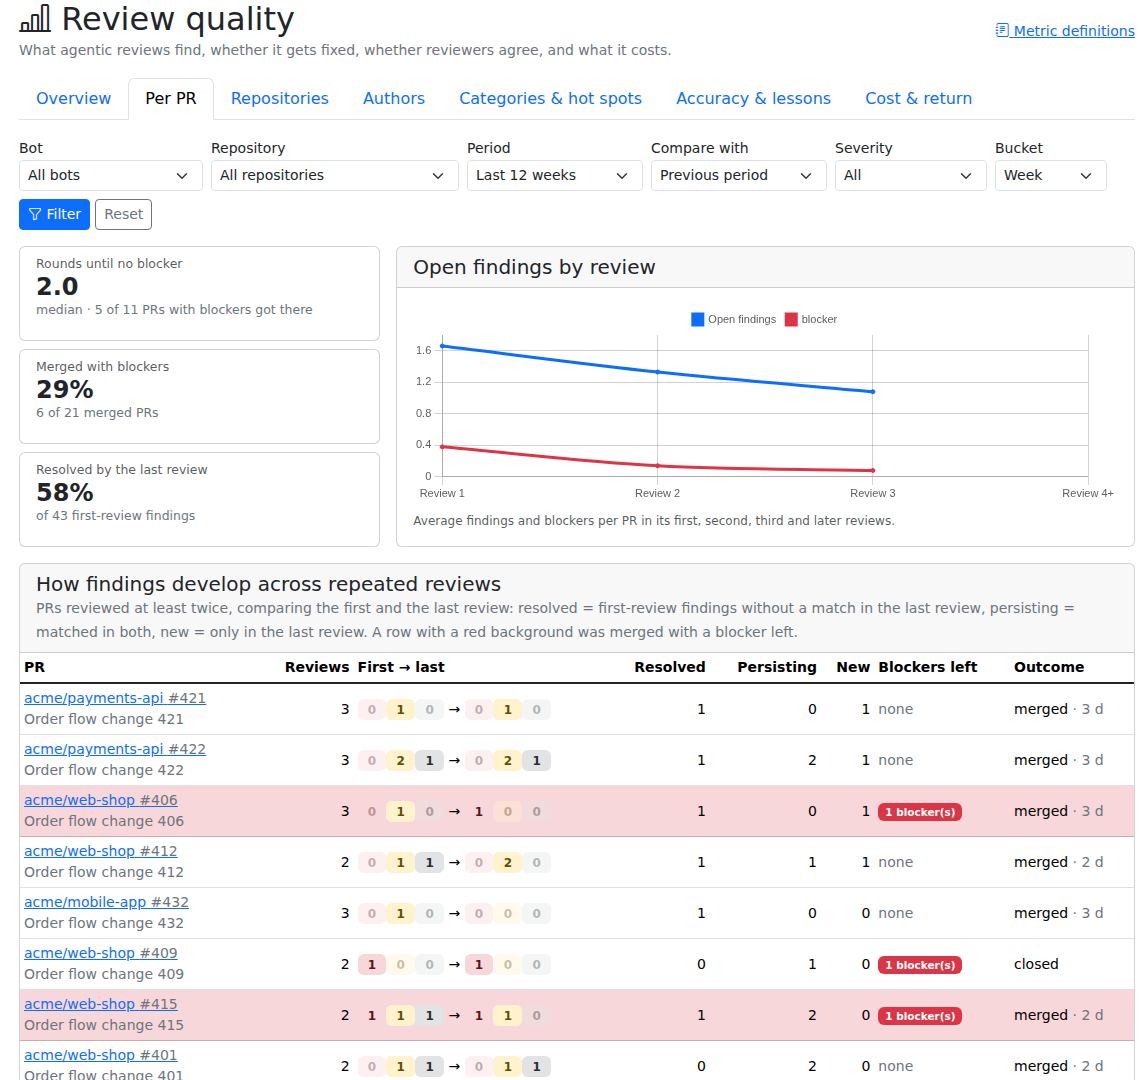 Review quality
Metric definitions
What agentic reviews find, whether it gets fixed, whether reviewers agree, and what it costs.
Overview Per PR Repositories Authors Categories & hot spots Accuracy & lessons Cost & return
Bot Repository Period Compare with Severity Bucket
All bots All repositories Last 12 weeks Previous period All Week
Filter Reset
Rounds until no blocker
2.0
median · 5 of 11 PRs with blockers got there
Merged with blockers
29%
6 of 21 merged PRs
Resolved by the last review
58%
of 43 first-review findings
Open findings by review
Open findings blocker
1.6
1.2
0.8
0.4
0
Review 1 Review 2 Review 3 Review 4+
Average findings and blockers per PR in its first, second, third and later reviews.
How findings develop across repeated reviews
PRs reviewed at least twice, comparing the first and the last review: resolved = first-review findings without a match in the last review, persisting =
matched in both, new = only in the last review. A row with a red background was merged with a blocker left.
PR Reviews First → last Resolved Persisting New Blockers left Outcome
acme/payments-api #421
Order flow change 421
3 0 1 0 → 0 1 0 1 0 1 none merged · 3 d
acme/payments-api #422
Order flow change 422
3 0 2 1 → 0 2 1 1 2 1 none merged · 3 d
acme/web-shop #406
Order flow change 406
3 0 1 0 → 1 0 0 1 0 1 1 blocker(s) merged · 3 d
acme/web-shop #412
Order flow change 412
2 0 1 1 → 0 2 0 1 1 1 none merged · 2 d
acme/mobile-app #432
Order flow change 432
3 0 1 0 → 0 0 0 1 0 0 none merged · 3 d
acme/web-shop #409
Order flow change 409
2 1 0 0 → 1 0 0 0 1 0 1 blocker(s) closed
acme/web-shop #415
Order flow change 415
2 1 1 1 → 1 1 0 1 2 0 1 blocker(s) merged · 2 d
acme/web-shop #401
Order flow change 401
2 0 1 1 → 0 1 1 0 2 0 none merged · 2 d